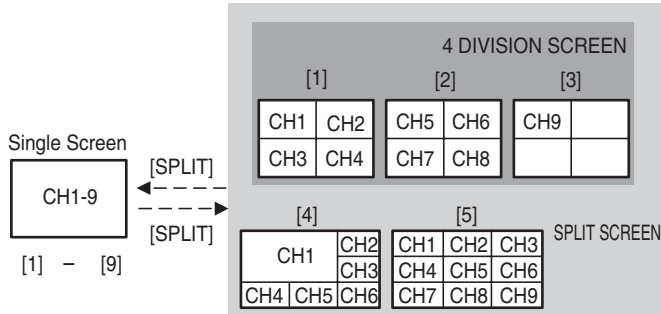 4 DIVISION SCREEN
[1] [2] [3]
CH1 CH2 CH5 CH6 CH9
CH3 CH4 CH7 CH8
Single Screen
CH1-9
[1] – [9]
[SPLIT]
[SPLIT]
[4] [5]
SPLIT SCREEN
CH1 CH2 CH1 CH2 CH3
CH3 CH4 CH5 CH6
CH4 CH5 CH6 CH7 CH8 CH9